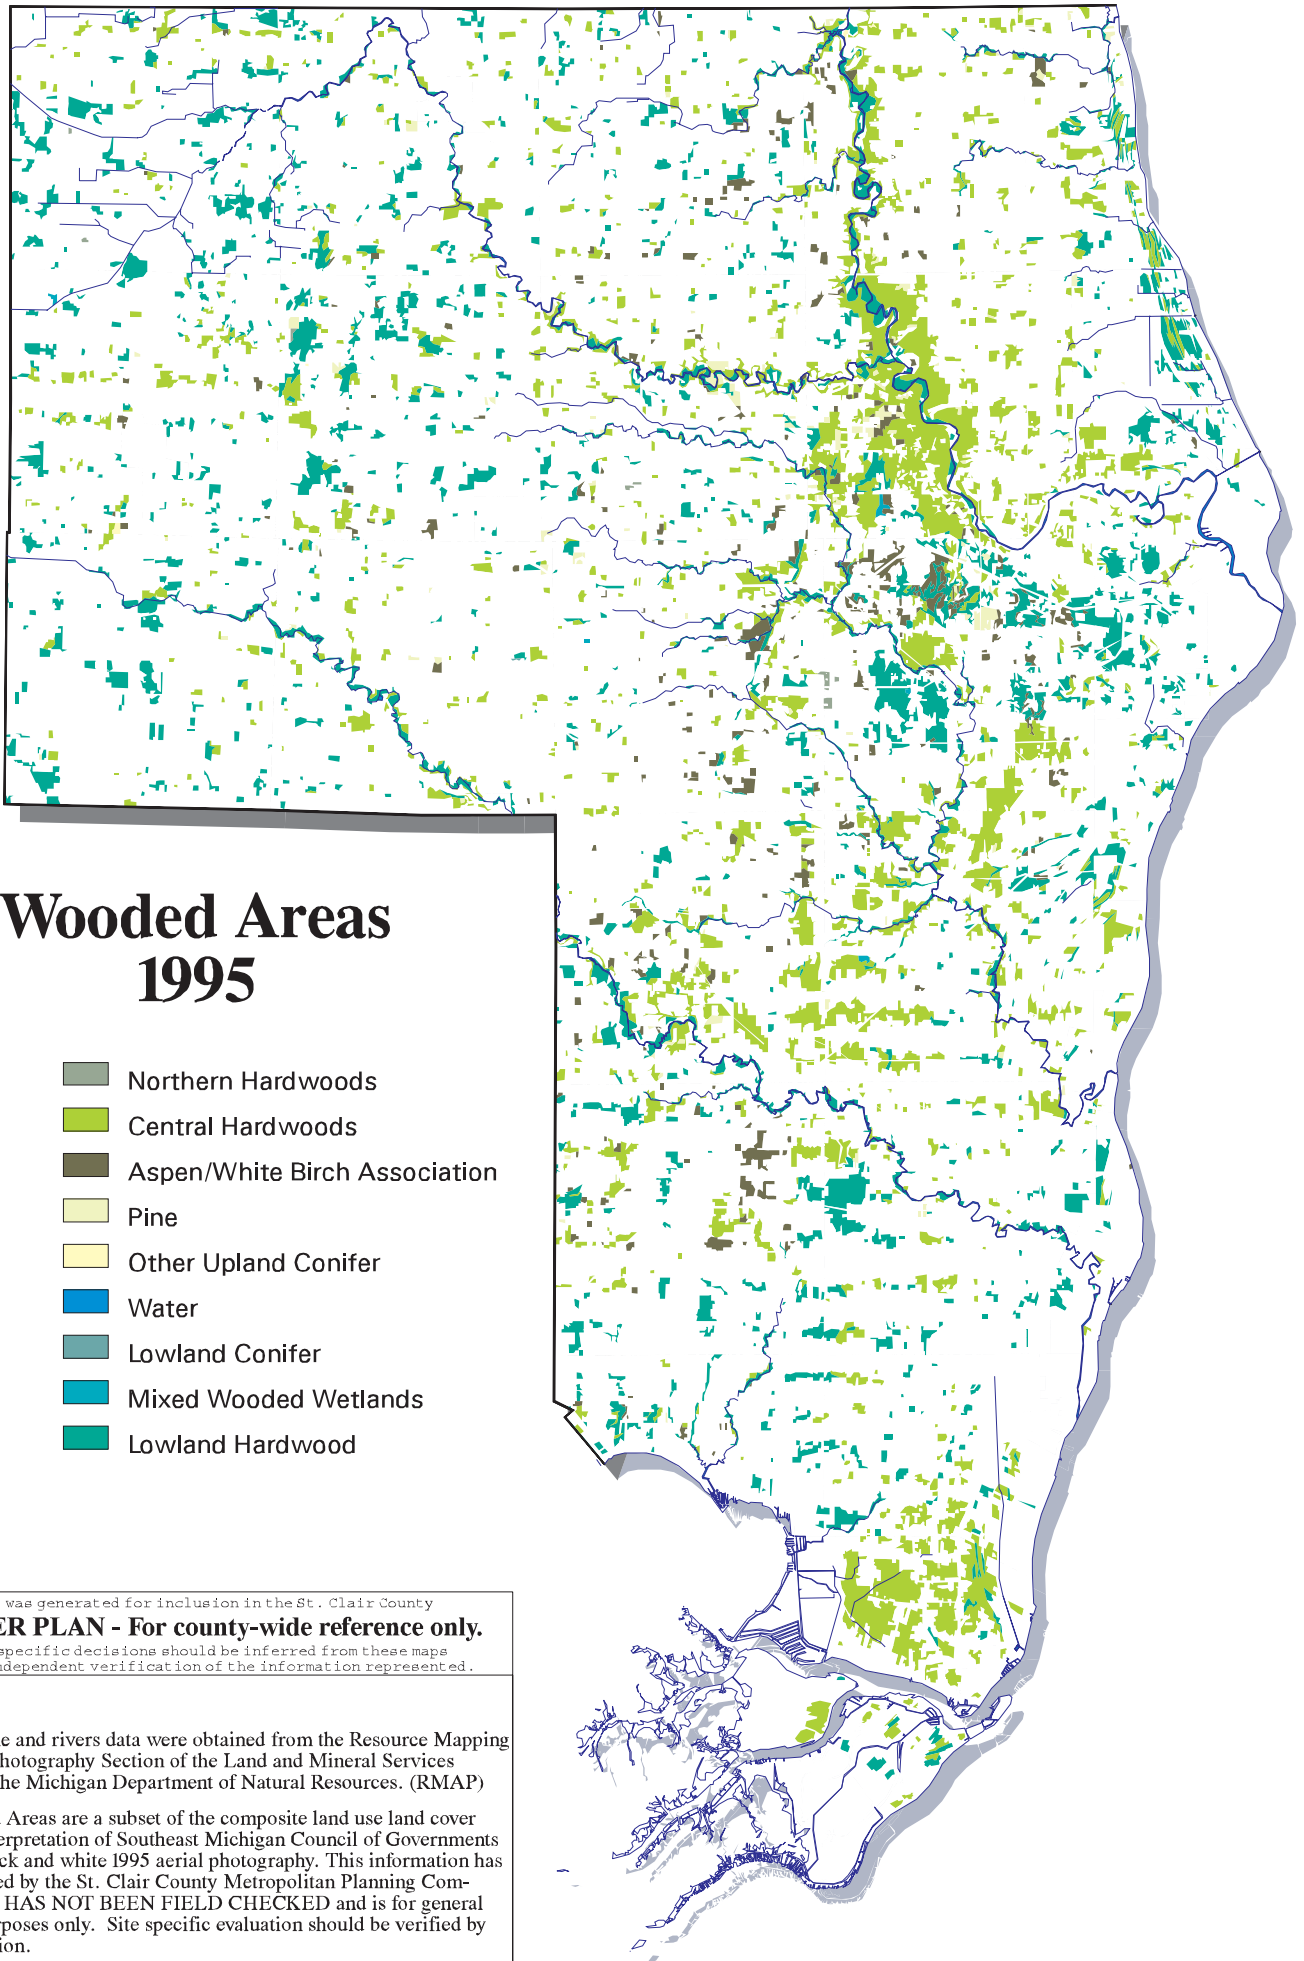 Wooded Areas
1995
Northern Hardwoods
Central Hardwoods
Aspen/White Birch Association
Pine
Other Upland Conifer
Water
Lowland Conifer
Mixed Wooded Wetlands
Lowland Hardwood
was generated for inclusion in the St. Clair County
ER PLAN - For county-wide reference only.
specific decisions should be inferred from these maps
ndependent verification of the information represented.
e and rivers data were obtained from the Resource Mapping
hotography Section of the Land and Mineral Services
he Michigan Department of Natural Resources. (RMAP)
Areas are a subset of the composite land use land cover
erpretation of Southeast Michigan Council of Governments
ck and white 1995 aerial photography. This information has
ed by the St. Clair County Metropolitan Planning Com-
HAS NOT BEEN FIELD CHECKED and is for general
rposes only. Site specific evaluation should be verified by
ion.